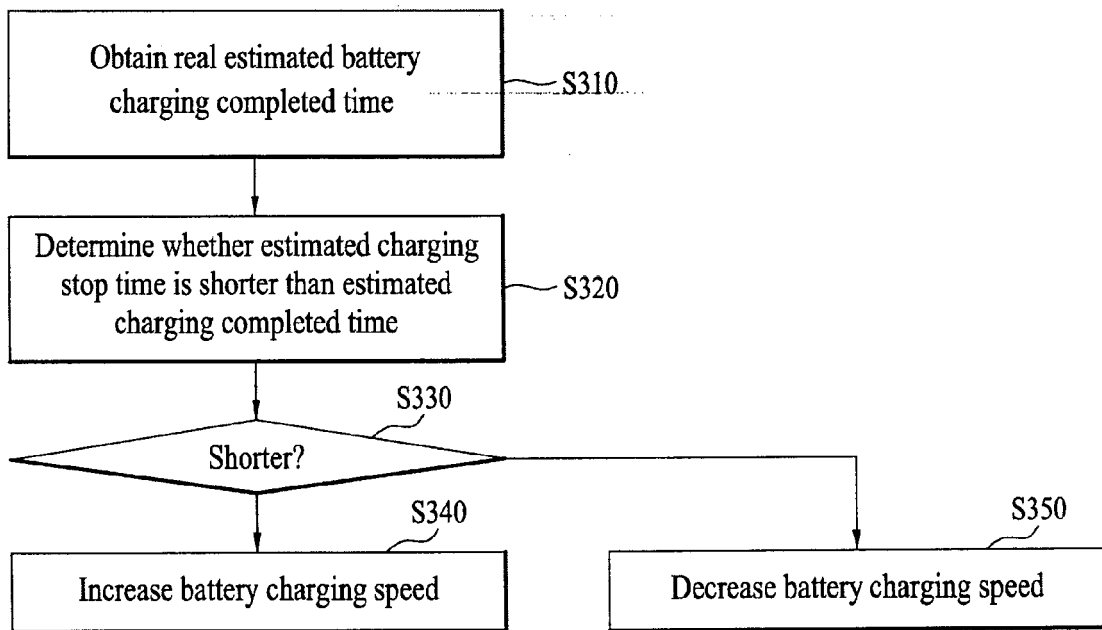 Obtain real estimated battery
charging completed time
S310
Determine whether estimated charging
stop time is shorter than estimated
charging completed time
S320
S330
Shorter?
S340
Increase battery charging speed
S350
Decrease battery charging speed